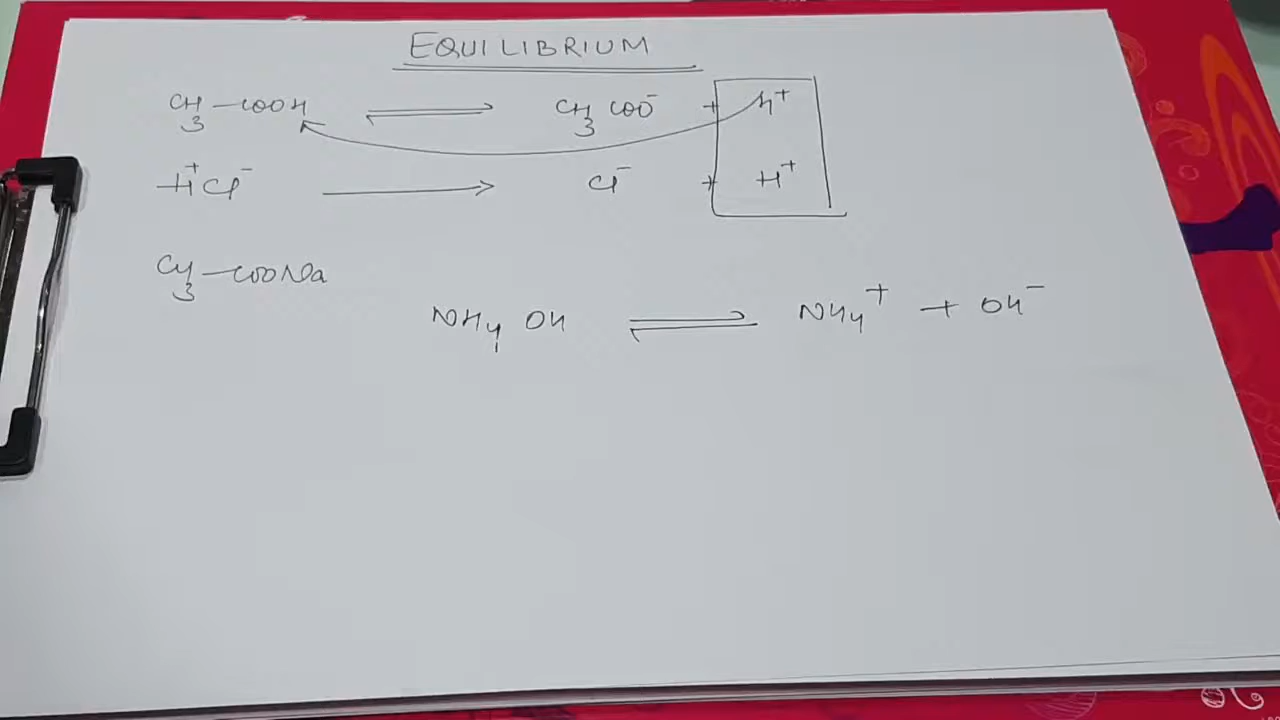 EQUILIBRIUM
CH₃—COOH ⇌ CH₃COO⁻ + H⁺
H⁺Cl⁻ ⟶ Cl⁻ + H⁺
CH₃—COONa
NH₄OH ⇌ NH₄⁺ + OH⁻